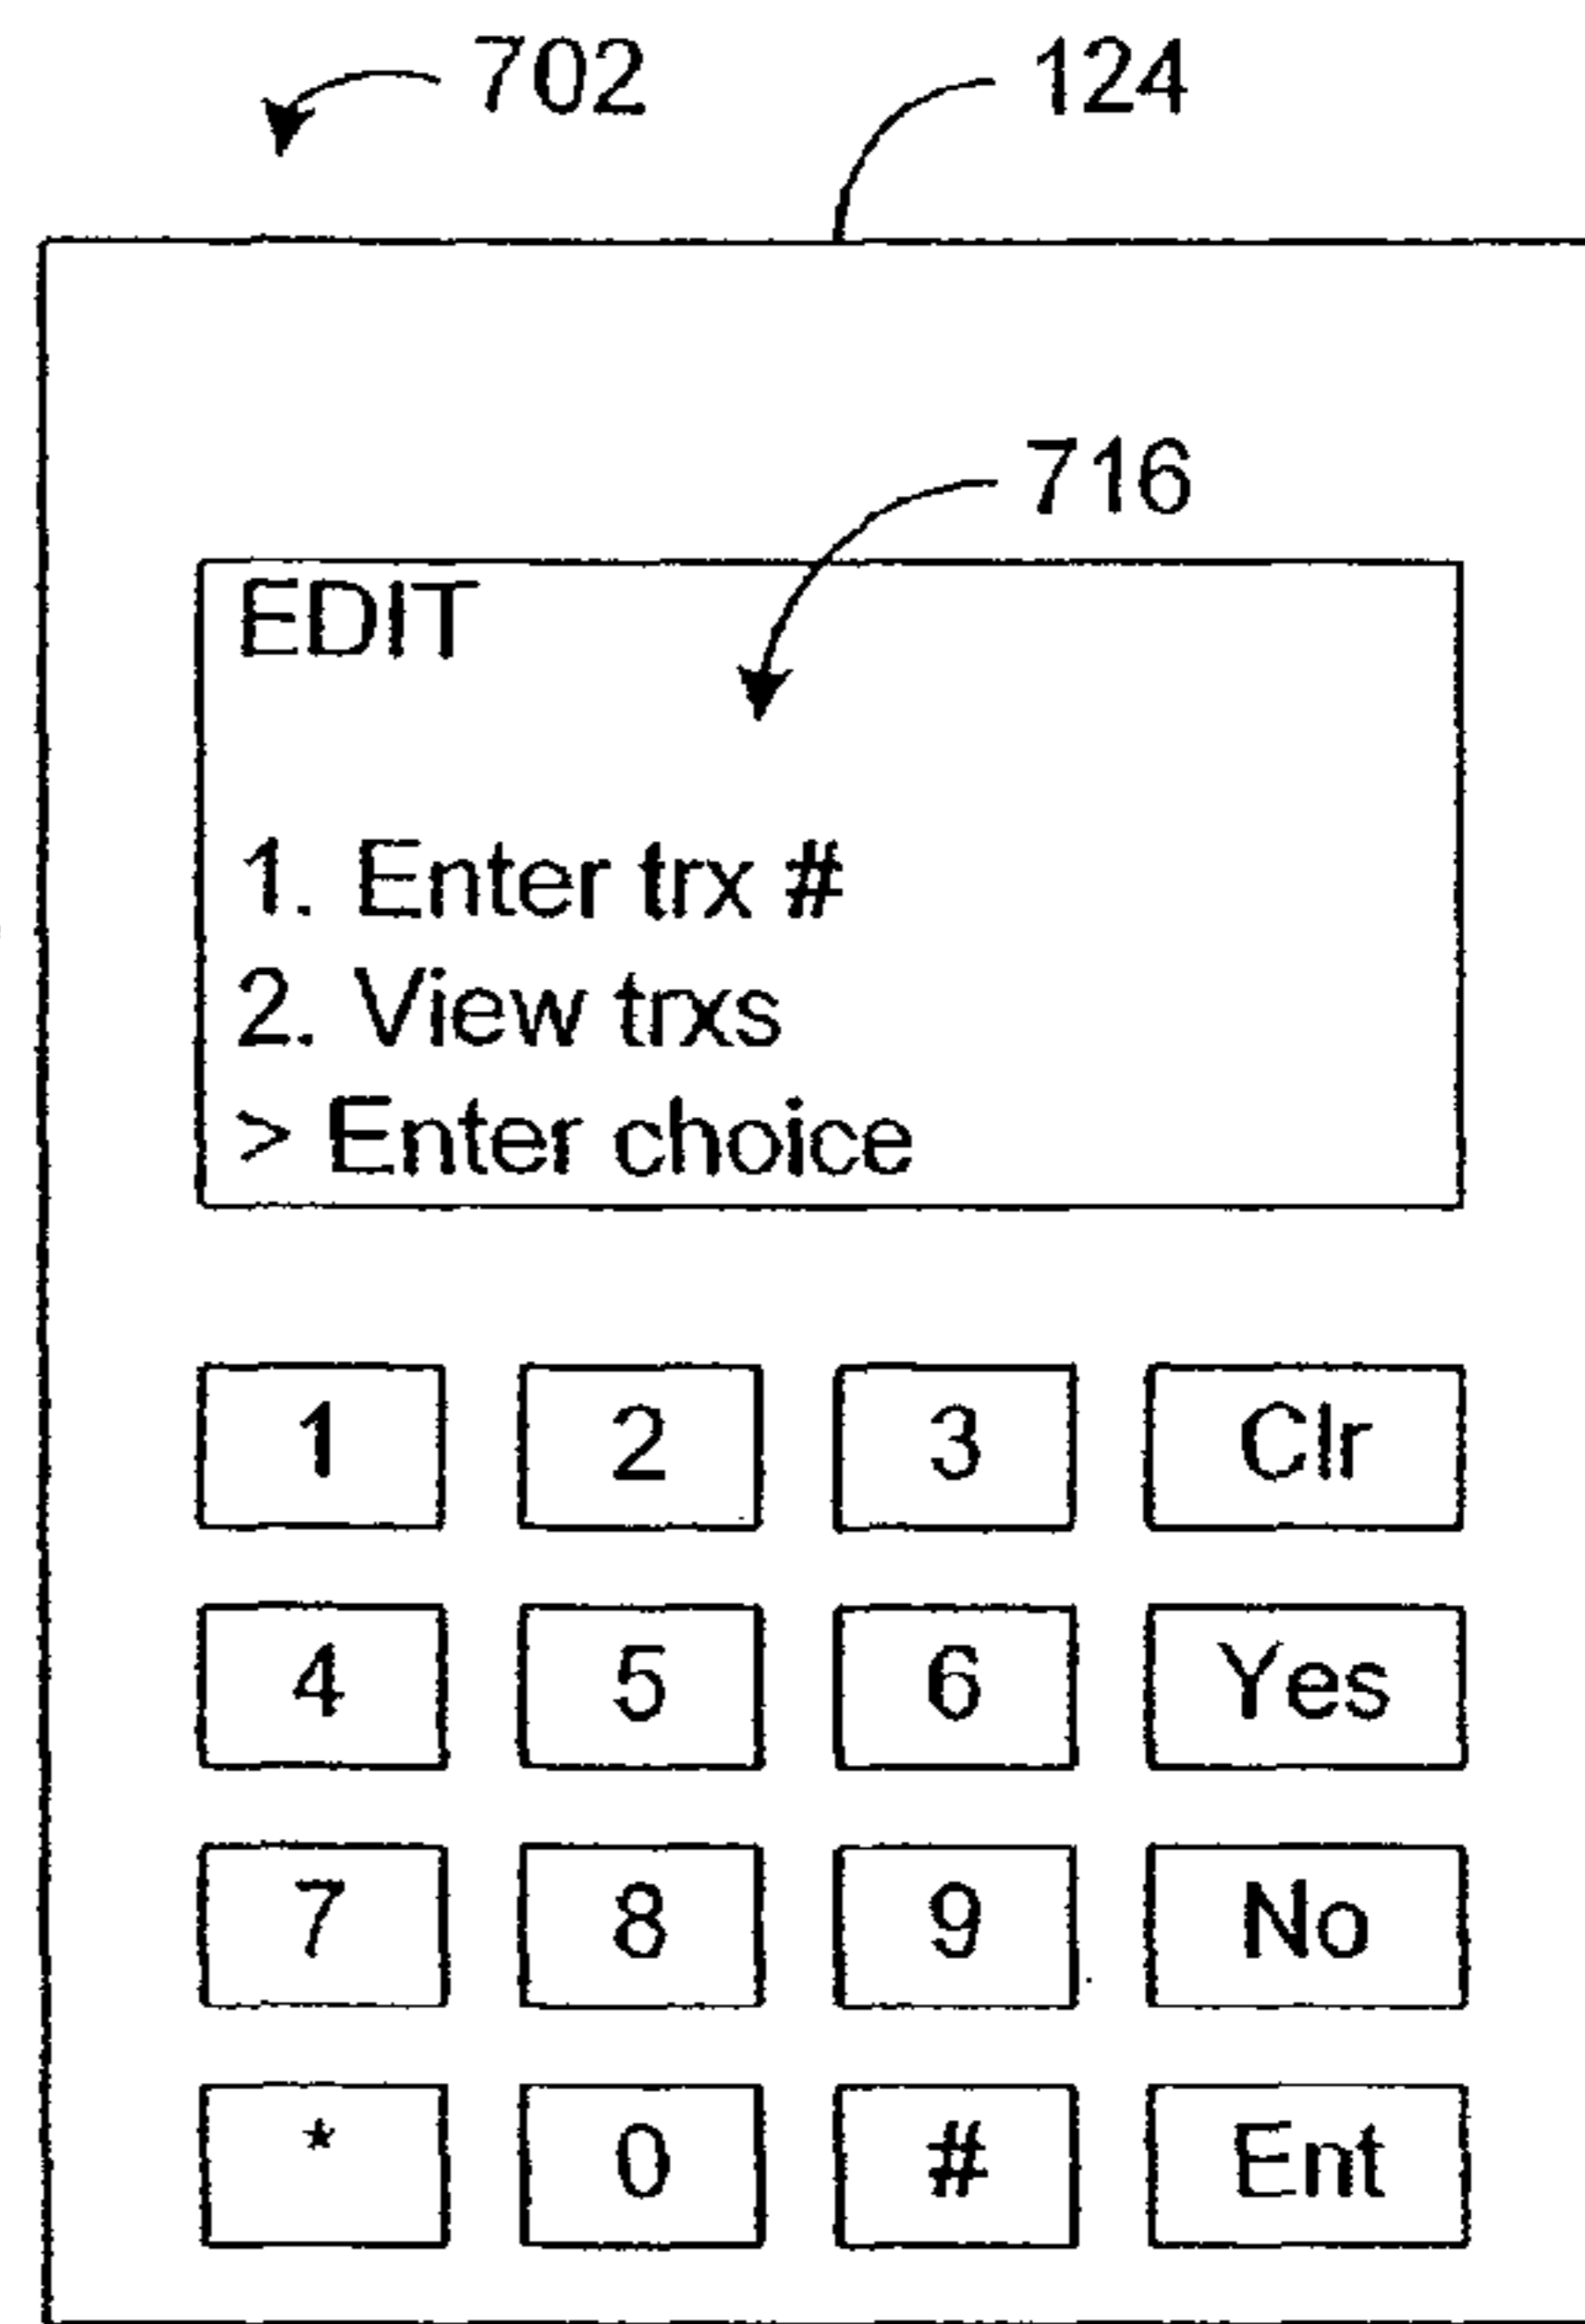 702 124
716
EDIT
1. Enter trx #
2. View trxs
> Enter choice
1 2 3 Clr
4 5 6 Yes
7 8 9 No
* 0 # Ent